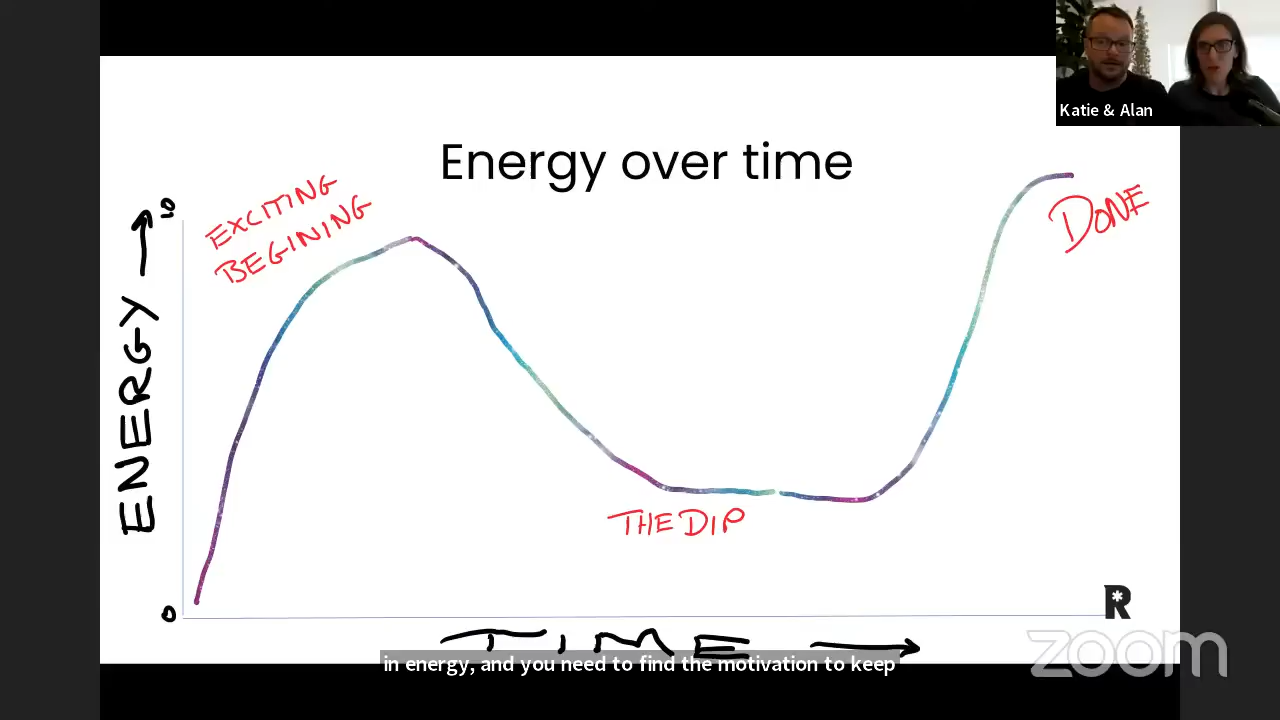 Katie & Alan
Energy over time
EXCITING
BEGINING
DONE
10
ENERGY
THE DIP
0
R
TIME
in energy, and you need to find the motivation to keep
zoom